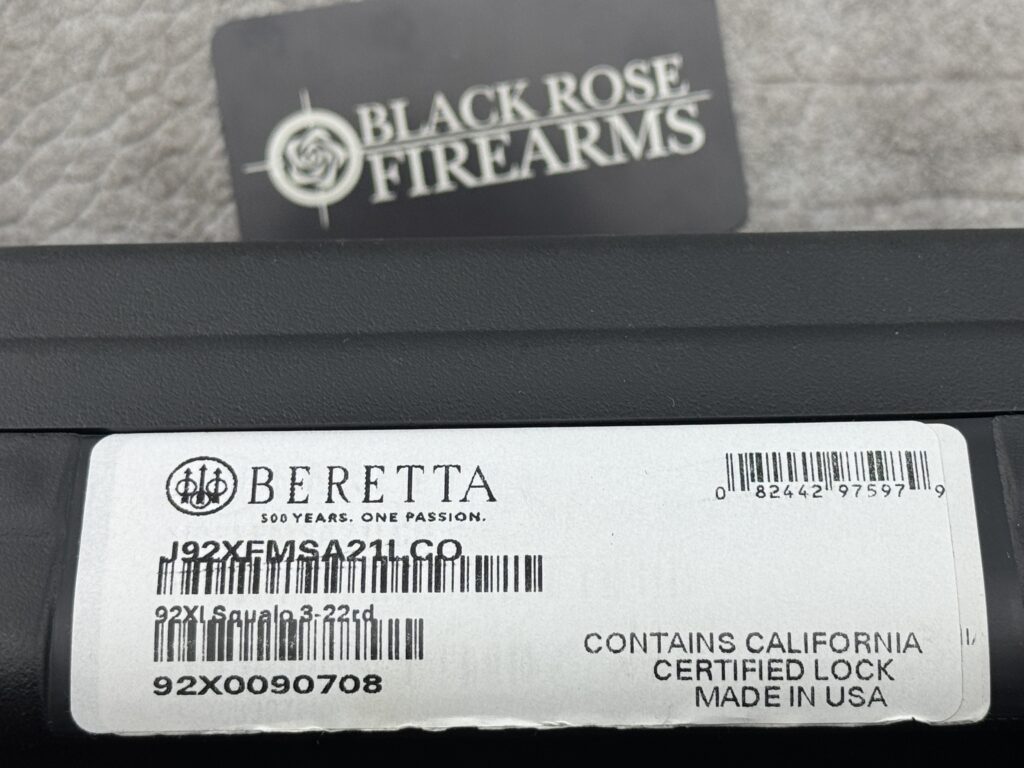 BLACK ROSE
FIREARMS
BERETTA
500 YEARS. ONE PASSION.
0 82442 97597 9
J92XFMSA21LCO
92XI Squalo 3-22rd
92X0090708
CONTAINS CALIFORNIA
CERTIFIED LOCK
MADE IN USA